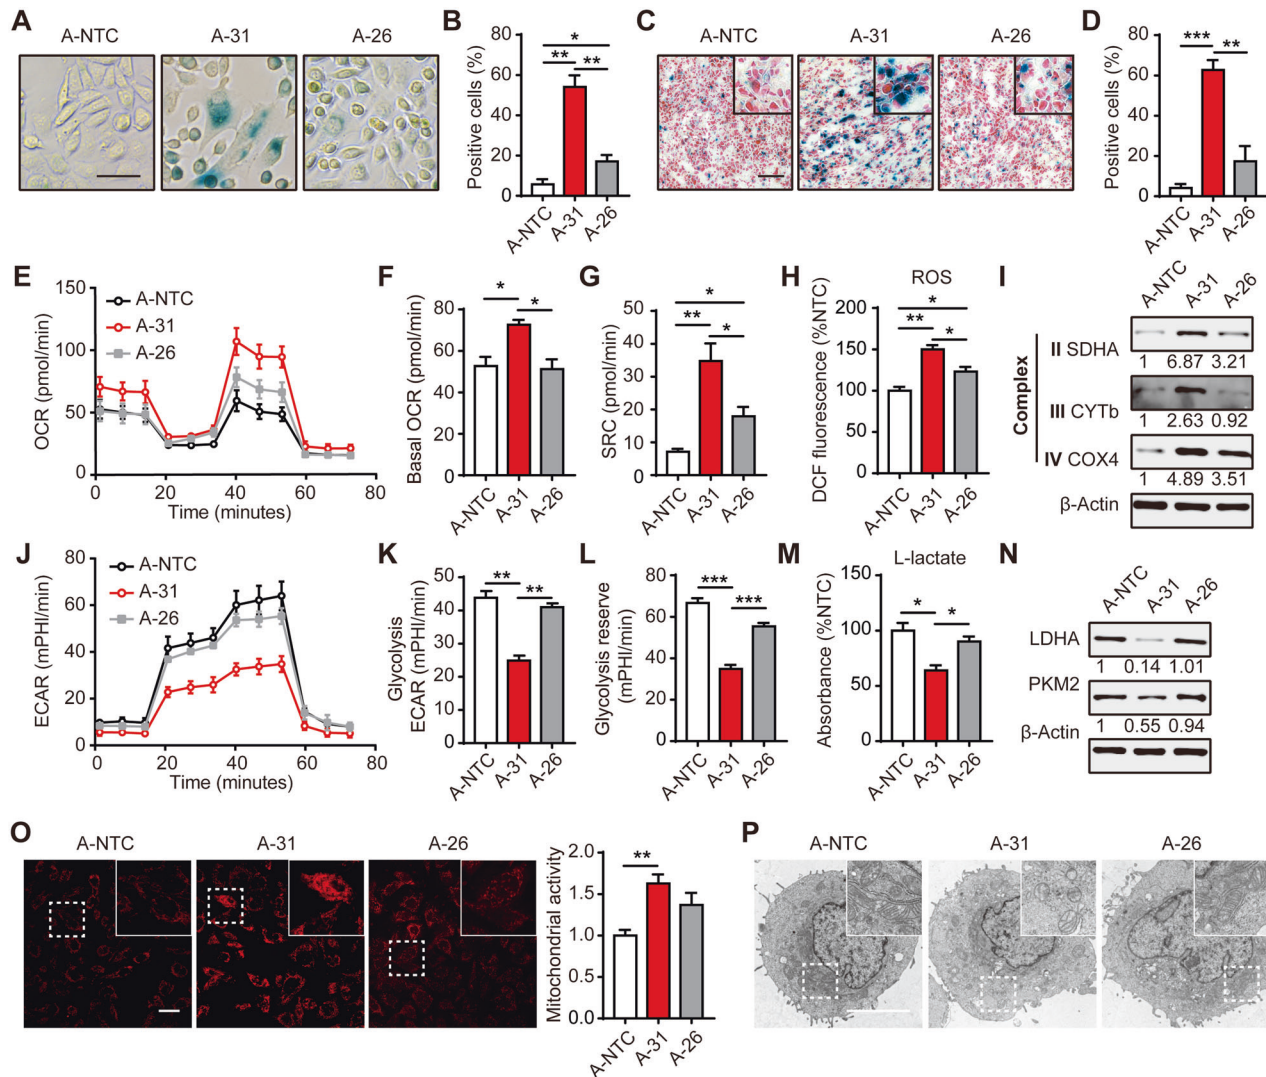 A
A-NTC
A-31
A-26
B
Positive cells (%)
80
60
40
20
0
*
**
**
A-NTC
A-31
A-26
C
A-NTC
A-31
A-26
D
Positive cells (%)
80
60
40
20
0
***
**
A-NTC
A-31
A-26
E
OCR (pmol/min)
150
100
50
0
A-NTC
A-31
A-26
0 20 40 60 80
Time (minutes)
F
Basal OCR (pmol/min)
80
60
40
20
0
*
*
A-NTC
A-31
A-26
G
SRC (pmol/min)
50
40
30
20
10
0
*
**
*
A-NTC
A-31
A-26
H
ROS
DCF fluorescence (%NTC)
200
150
100
50
0
*
**
*
A-NTC
A-31
A-26
I
A-NTC
A-31
A-26
Complex
II SDHA
1 6.87 3.21
III CYTb
1 2.63 0.92
IV COX4
1 4.89 3.51
β-Actin
J
ECAR (mPHI/min)
80
60
40
20
0
A-NTC
A-31
A-26
0 20 40 60 80
Time (minutes)
K
Glycolysis
ECAR (mPHI/min)
50
40
30
20
10
0
**
**
A-NTC
A-31
A-26
L
Glycolysis reserve
(mPHI/min)
80
60
40
20
0
***
***
A-NTC
A-31
A-26
M
L-lactate
Absorbance (%NTC)
150
100
50
0
*
*
A-NTC
A-31
A-26
N
A-NTC
A-31
A-26
LDHA
1 0.14 1.01
PKM2
1 0.55 0.94
β-Actin
O
A-NTC
A-31
A-26
Mitochondrial activity
2.0
1.5
1.0
0.5
0.0
**
A-NTC
A-31
A-26
P
A-NTC
A-31
A-26